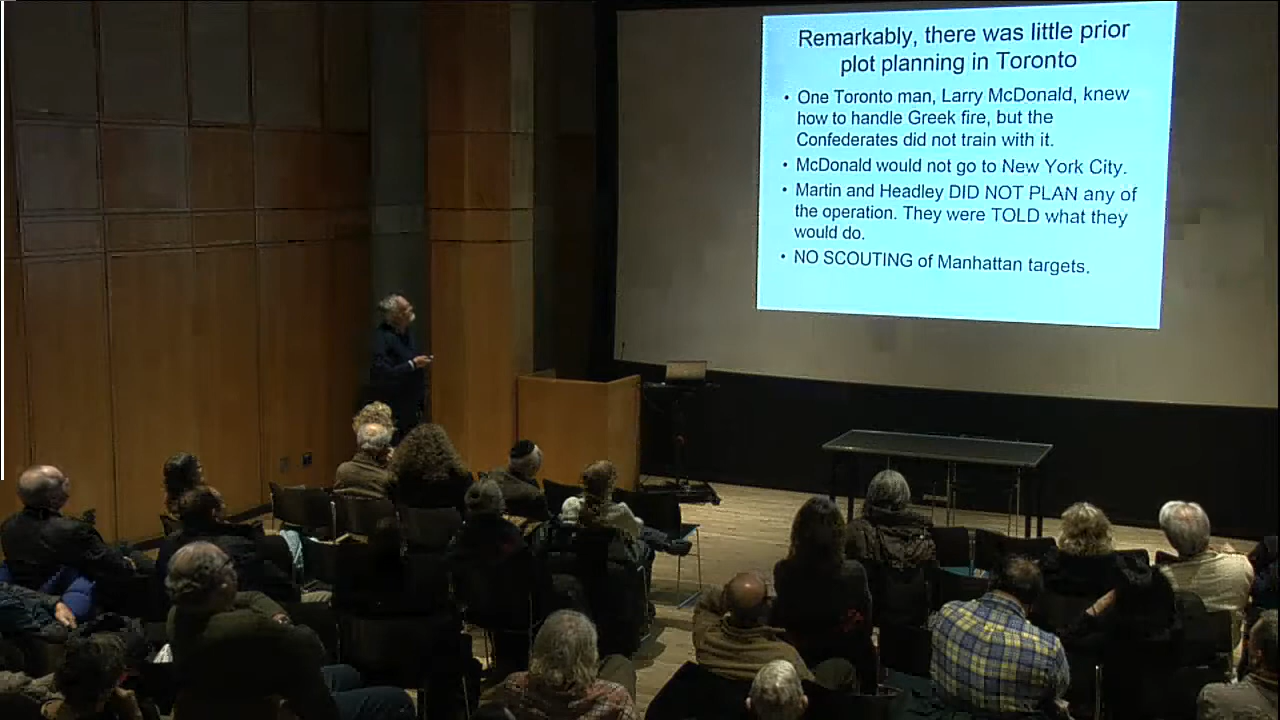 Remarkably, there was little prior
plot planning in Toronto
• One Toronto man, Larry McDonald, knew
how to handle Greek fire, but the
Confederates did not train with it.
• McDonald would not go to New York City.
• Martin and Headley DID NOT PLAN any of
the operation. They were TOLD what they
would do.
• NO SCOUTING of Manhattan targets.